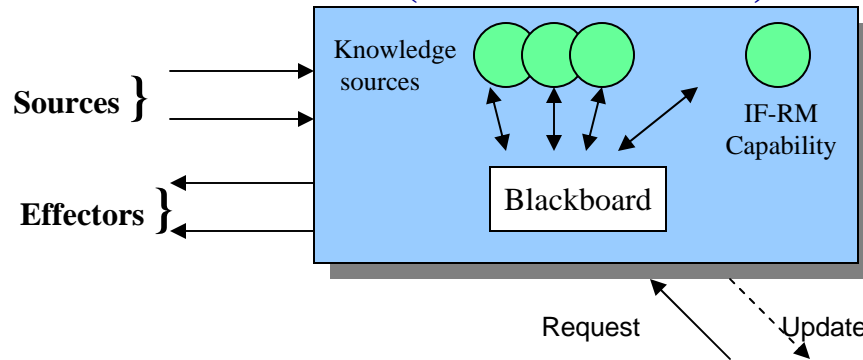 Knowledge
sources
Sources }
IF-RM
Capability
Blackboard
Effectors }
Request
Update